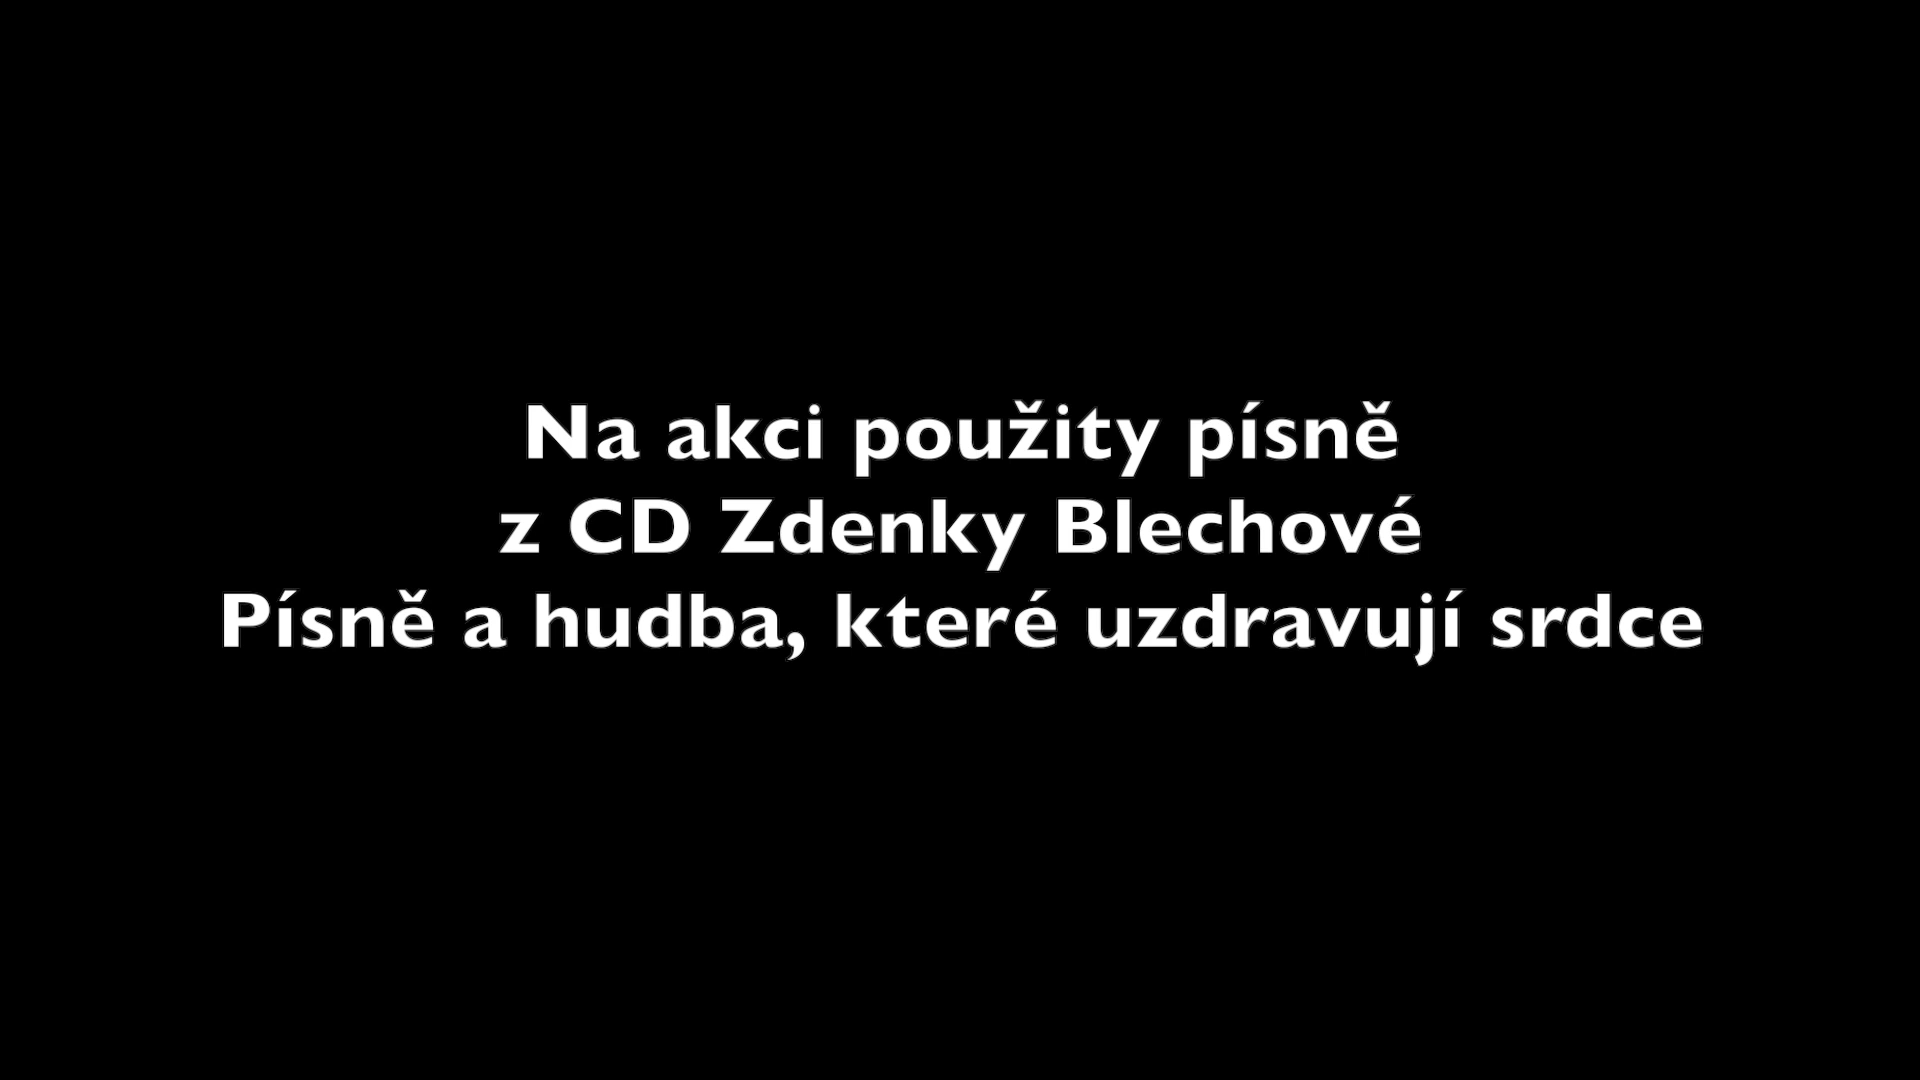 Na akci použity písně
z CD Zdenky Blechové
Písně a hudba, které uzdravují srdce